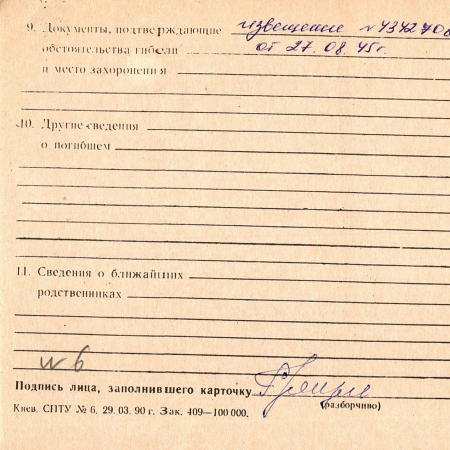 9. Документы, подтверждающие извещение № 4342708
обстоятельства гибели от 27.08.45г.
и место захоронения
10. Другие сведения
о погибшем
11. Сведения о ближайших
родственниках
№ 6
Подпись лица, заполнившего карточку
(разборчиво)
Киев. СПТУ № 6. 29. 03. 90 г. Зак. 409—100 000.